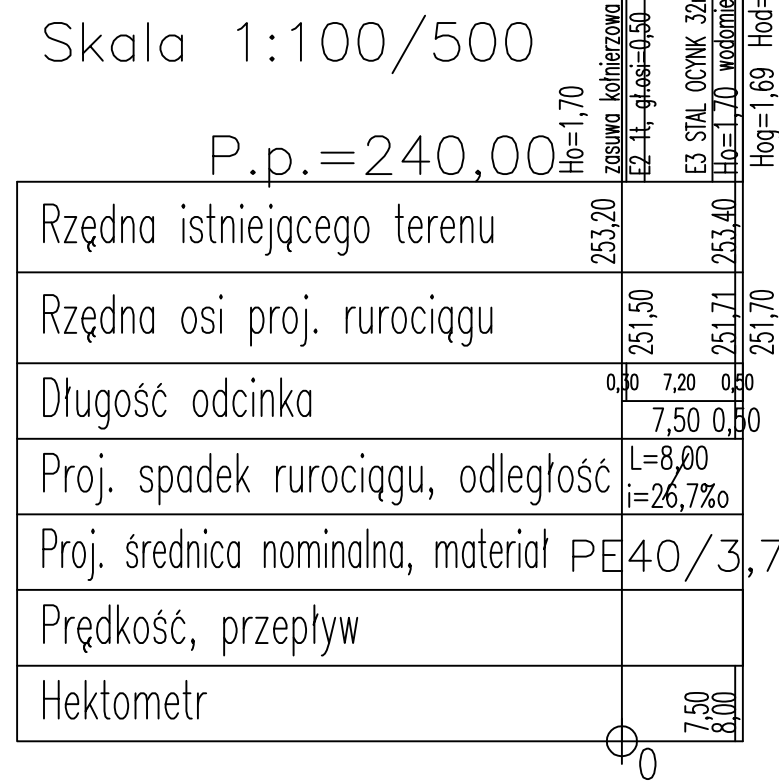 Skala 1:100/500
P.p.=240,00
Ho=1,70
zasuwa kołnierzowa
E2 1t, gł.osi=0,50
E3 STAL OCYNK
Ho=1,70
Hog=1,69 Hod=
Rzędna istniejącego terenu 253,20 253,40
Rzędna osi proj. rurociągu 251,50 251,71 251,70
Długość odcinka 0,30 7,20 0,50
7,50 0,50
Proj. spadek rurociągu, odległość L=8,00
i=26,7%o
Proj. średnica nominalna, materiał PE40/3,7
Prędkość, przepływ
Hektometr 7,50 8,00
0